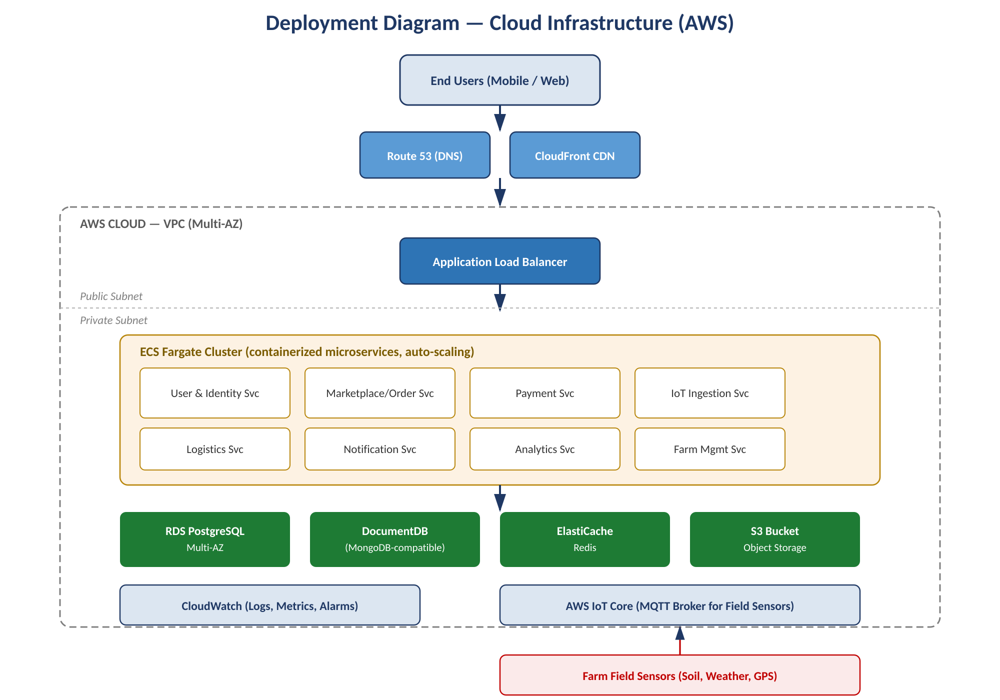 Deployment Diagram — Cloud Infrastructure (AWS)
End Users (Mobile / Web)
Route 53 (DNS)
CloudFront CDN
AWS CLOUD — VPC (Multi-AZ)
Application Load Balancer
Public Subnet
Private Subnet
ECS Fargate Cluster (containerized microservices, auto-scaling)
User & Identity Svc
Marketplace/Order Svc
Payment Svc
IoT Ingestion Svc
Logistics Svc
Notification Svc
Analytics Svc
Farm Mgmt Svc
RDS PostgreSQL
Multi-AZ
DocumentDB
(MongoDB-compatible)
ElastiCache
Redis
S3 Bucket
Object Storage
CloudWatch (Logs, Metrics, Alarms)
AWS IoT Core (MQTT Broker for Field Sensors)
Farm Field Sensors (Soil, Weather, GPS)